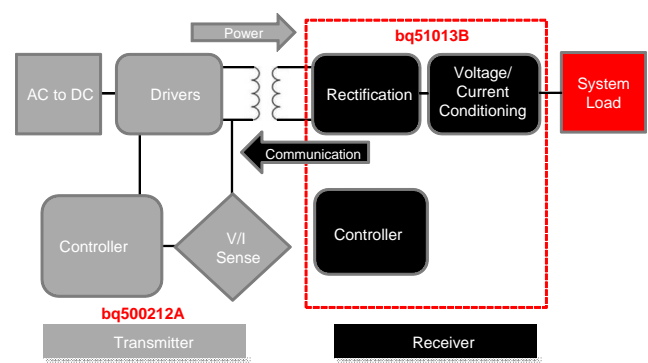 Power
bq51013B
AC to DC
Drivers
Rectification
Voltage/
Current
Conditioning
System
Load
Communication
Controller
V/I
Sense
Controller
bq500212A
Transmitter
Receiver